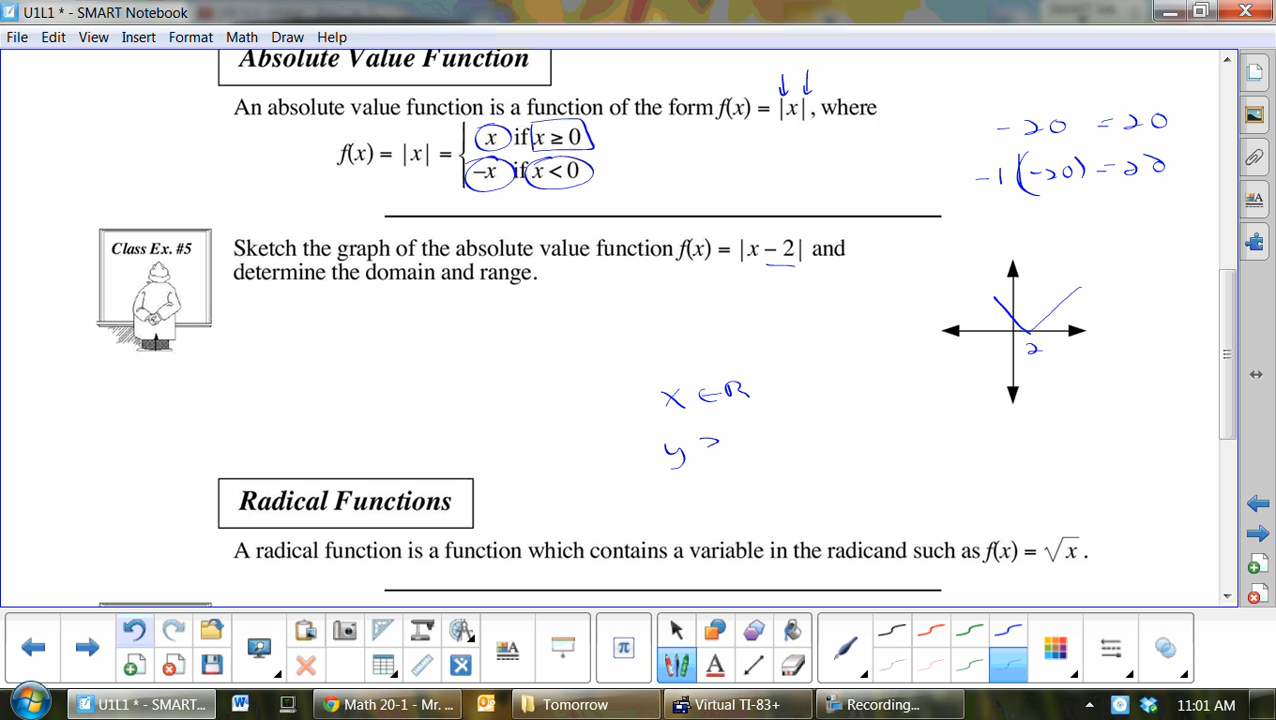 U1L1 * - SMART Notebook
File Edit View Insert Format Math Draw Help
Absolute Value Function
An absolute value function is a function of the form f(x) = |x|, where
f(x) = |x| = { x if x ≥ 0
−x if x < 0
- 20 = 20
-1(-20) = 20
Class Ex. #5
Sketch the graph of the absolute value function f(x) = |x − 2| and
determine the domain and range.
2
x ∈ R
y >
Radical Functions
A radical function is a function which contains a variable in the radicand such as f(x) = √x .
π
A
U1L1 * - SMART... Math 20-1 - Mr. ... Tomorrow Virtual TI-83+ Recording... 11:01 AM